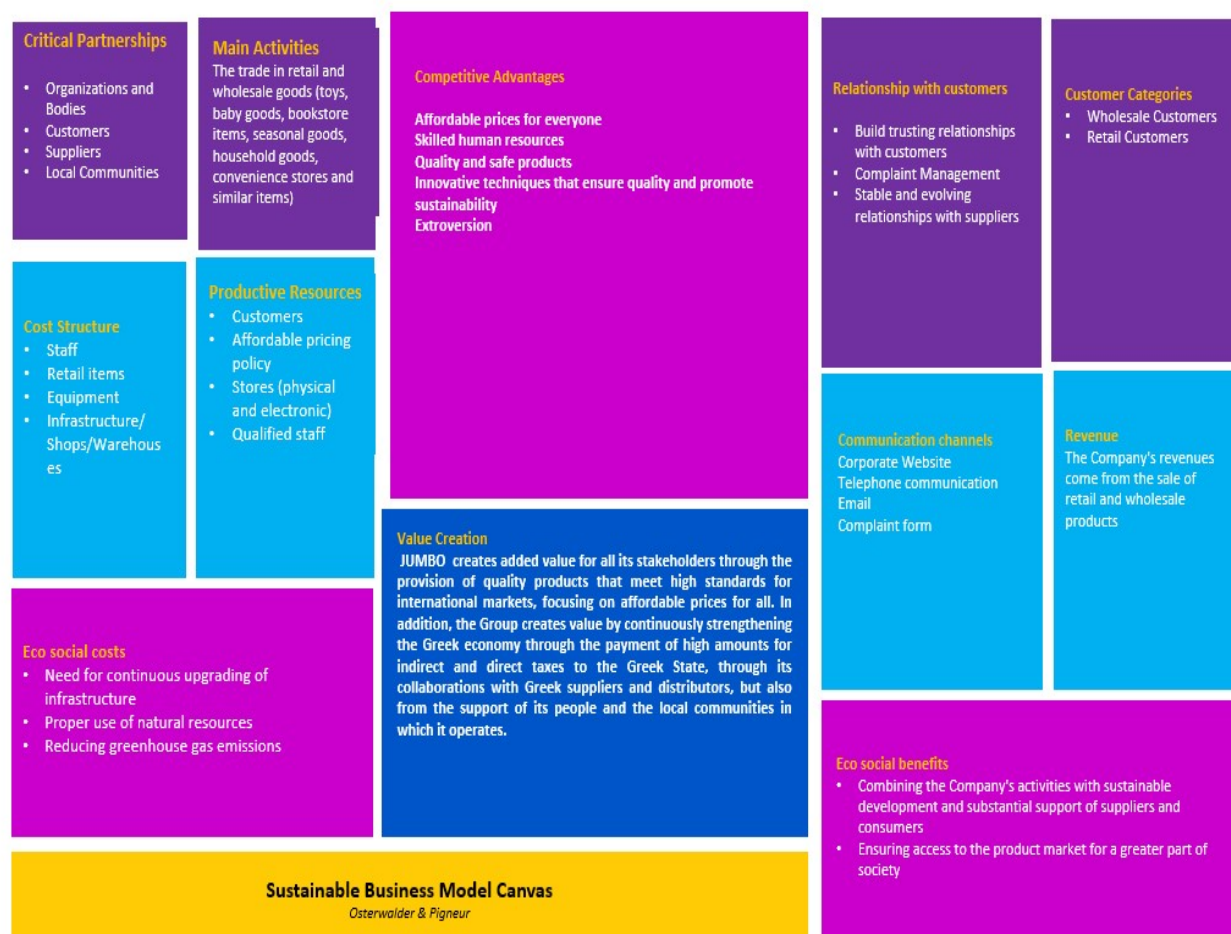 Critical Partnerships
• Organizations and
Bodies
• Customers
• Suppliers
• Local Communities
Main Activities
The trade in retail and
wholesale goods (toys,
baby goods, bookstore
items, seasonal goods,
household goods,
convenience stores and
similar items)
Competitive Advantages
Affordable prices for everyone
Skilled human resources
Quality and safe products
Innovative techniques that ensure quality and promote
sustainability
Extroversion
Relationship with customers
• Build trusting relationships
with customers
• Complaint Management
• Stable and evolving
relationships with suppliers
Customer Categories
• Wholesale Customers
• Retail Customers
Cost Structure
• Staff
• Retail items
• Equipment
• Infrastructure/
Shops/Warehous
es
Productive Resources
• Customers
• Affordable pricing
policy
• Stores (physical
and electronic)
• Qualified staff
Communication channels
Corporate Website
Telephone communication
Email
Complaint form
Revenue
The Company's revenues
come from the sale of
retail and wholesale
products
Value Creation
JUMBO creates added value for all its stakeholders through the
provision of quality products that meet high standards for
international markets, focusing on affordable prices for all. In
addition, the Group creates value by continuously strengthening
the Greek economy through the payment of high amounts for
indirect and direct taxes to the Greek State, through its
collaborations with Greek suppliers and distributors, but also
from the support of its people and the local communities in
which it operates.
Eco social costs
• Need for continuous upgrading of
infrastructure
• Proper use of natural resources
• Reducing greenhouse gas emissions
Eco social benefits
• Combining the Company's activities with sustainable
development and substantial support of suppliers and
consumers
• Ensuring access to the product market for a greater part of
society
Sustainable Business Model Canvas
Osterwalder & Pigneur